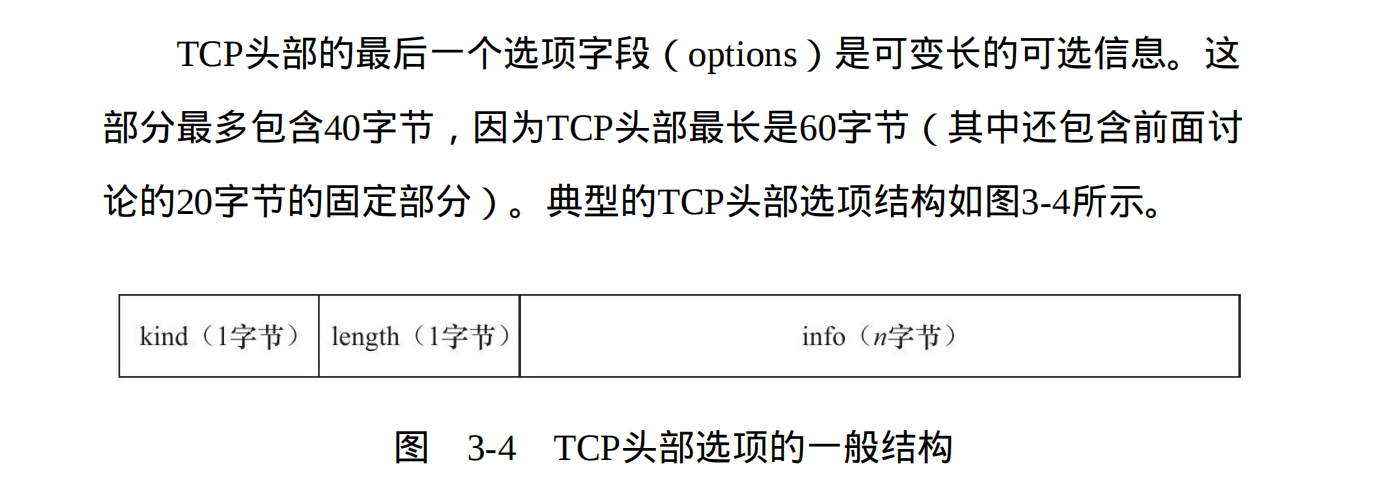 TCP头部的最后一个选项字段（options）是可变长的可选信息。这
部分最多包含40字节，因为TCP头部最长是60字节（其中还包含前面讨
论的20字节的固定部分）。典型的TCP头部选项结构如图3-4所示。
kind（1字节） length（1字节） info（n字节）
图 3-4 TCP头部选项的一般结构